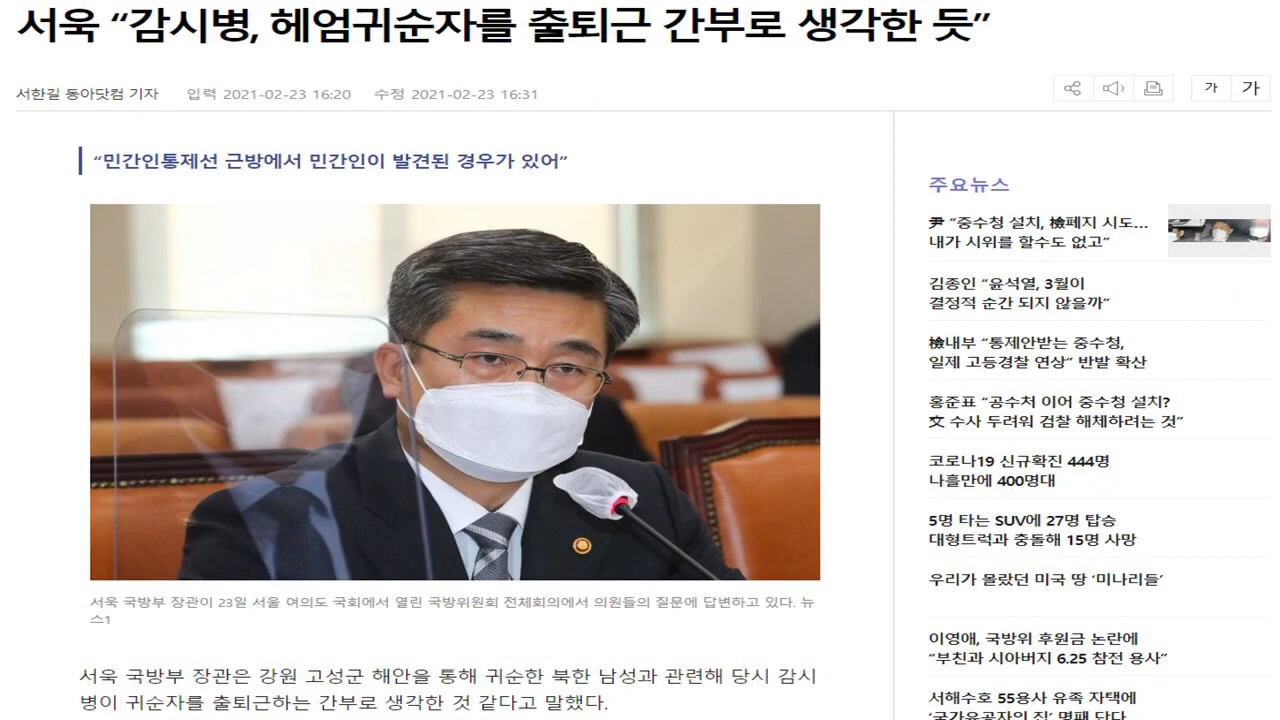 서욱 “감시병, 헤엄귀순자를 출퇴근 간부로 생각한 듯”
서한길 동아닷컴 기자 입력 2021-02-23 16:20 수정 2021-02-23 16:31
가 가
“민간인통제선 근방에서 민간인이 발견된 경우가 있어”
서욱 국방부 장관이 23일 서울 여의도 국회에서 열린 국방위원회 전체회의에서 의원들의 질문에 답변하고 있다. 뉴
스1
서욱 국방부 장관은 강원 고성군 해안을 통해 귀순한 북한 남성과 관련해 당시 감시
병이 귀순자를 출퇴근하는 간부로 생각한 것 같다고 말했다.
주요뉴스
尹 “중수청 설치, 檢폐지 시도…
내가 시위를 할수도 없고”
김종인 “윤석열, 3월이
결정적 순간 되지 않을까”
檢내부 “통제안받는 중수청,
일제 고등경찰 연상” 반발 확산
홍준표 “공수처 이어 중수청 설치?
文 수사 두려워 검찰 해체하려는 것”
코로나19 신규확진 444명
나흘만에 400명대
5명 타는 SUV에 27명 탑승
대형트럭과 충돌해 15명 사망
우리가 몰랐던 미국 땅 ‘미나리들’
이영애, 국방위 후원금 논란에
“부친과 시아버지 6.25 참전 용사”
서해수호 55용사 유족 자택에
‘국가유공자의 집’ 명패 단다